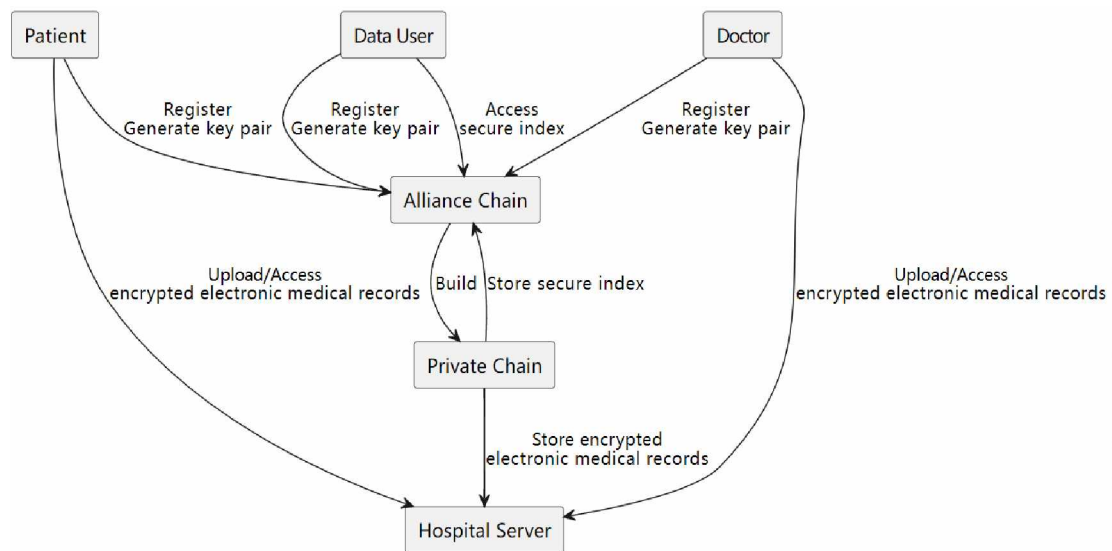 Patient
Data User
Doctor
Register
Generate key pair
Register
Generate key pair
Access
secure index
Register
Generate key pair
Alliance Chain
Upload/Access
encrypted electronic medical records
Build
Store secure index
Upload/Access
encrypted electronic medical records
Private Chain
Store encrypted
electronic medical records
Hospital Server